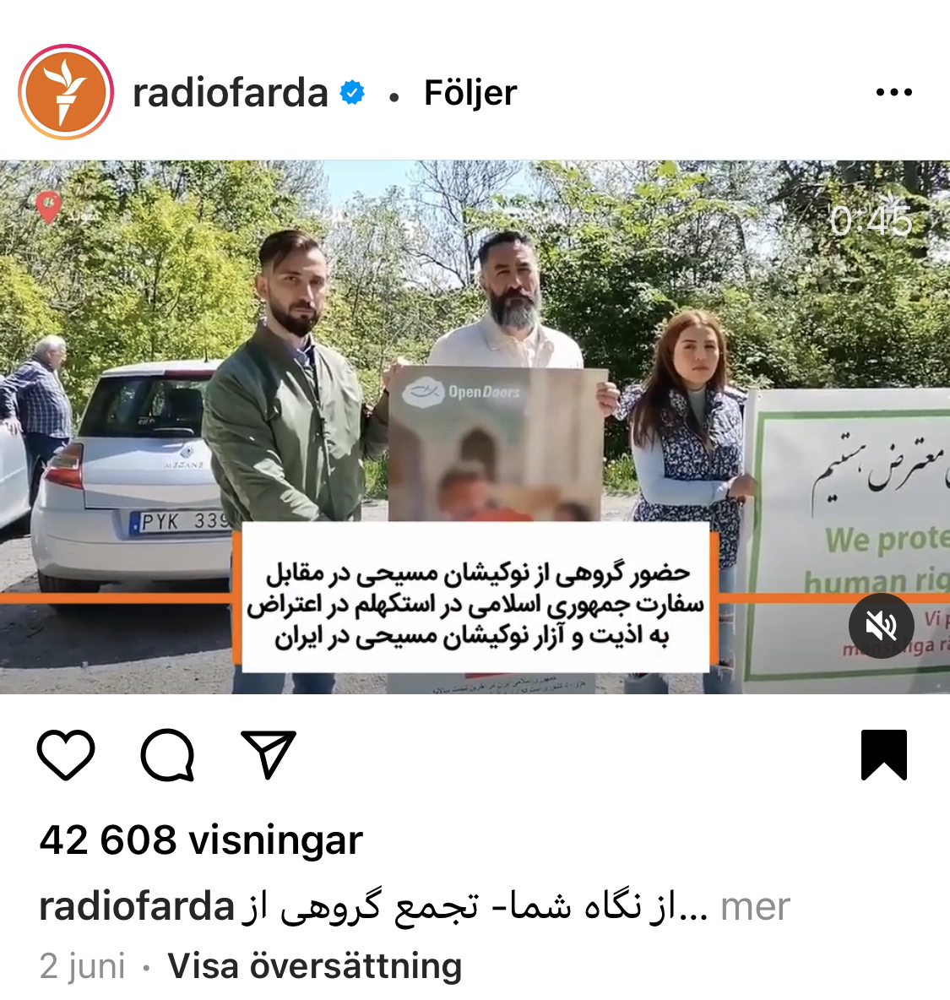 radiofarda • Följer
سوئد
0:45
OpenDoors
MEGANE
PYK 339
معترض هستیم
We prote
human rig
Vi p
حضور گروهی از نوکیشان مسیحی در مقابل
سفارت جمهوری اسلامی در استکهلم در اعتراض
به اذیت و آزار نوکیشان مسیحی در ایران
42 608 visningar
radiofarda از نگاه شما- تجمع گروهی از... mer
2 juni • Visa översättning